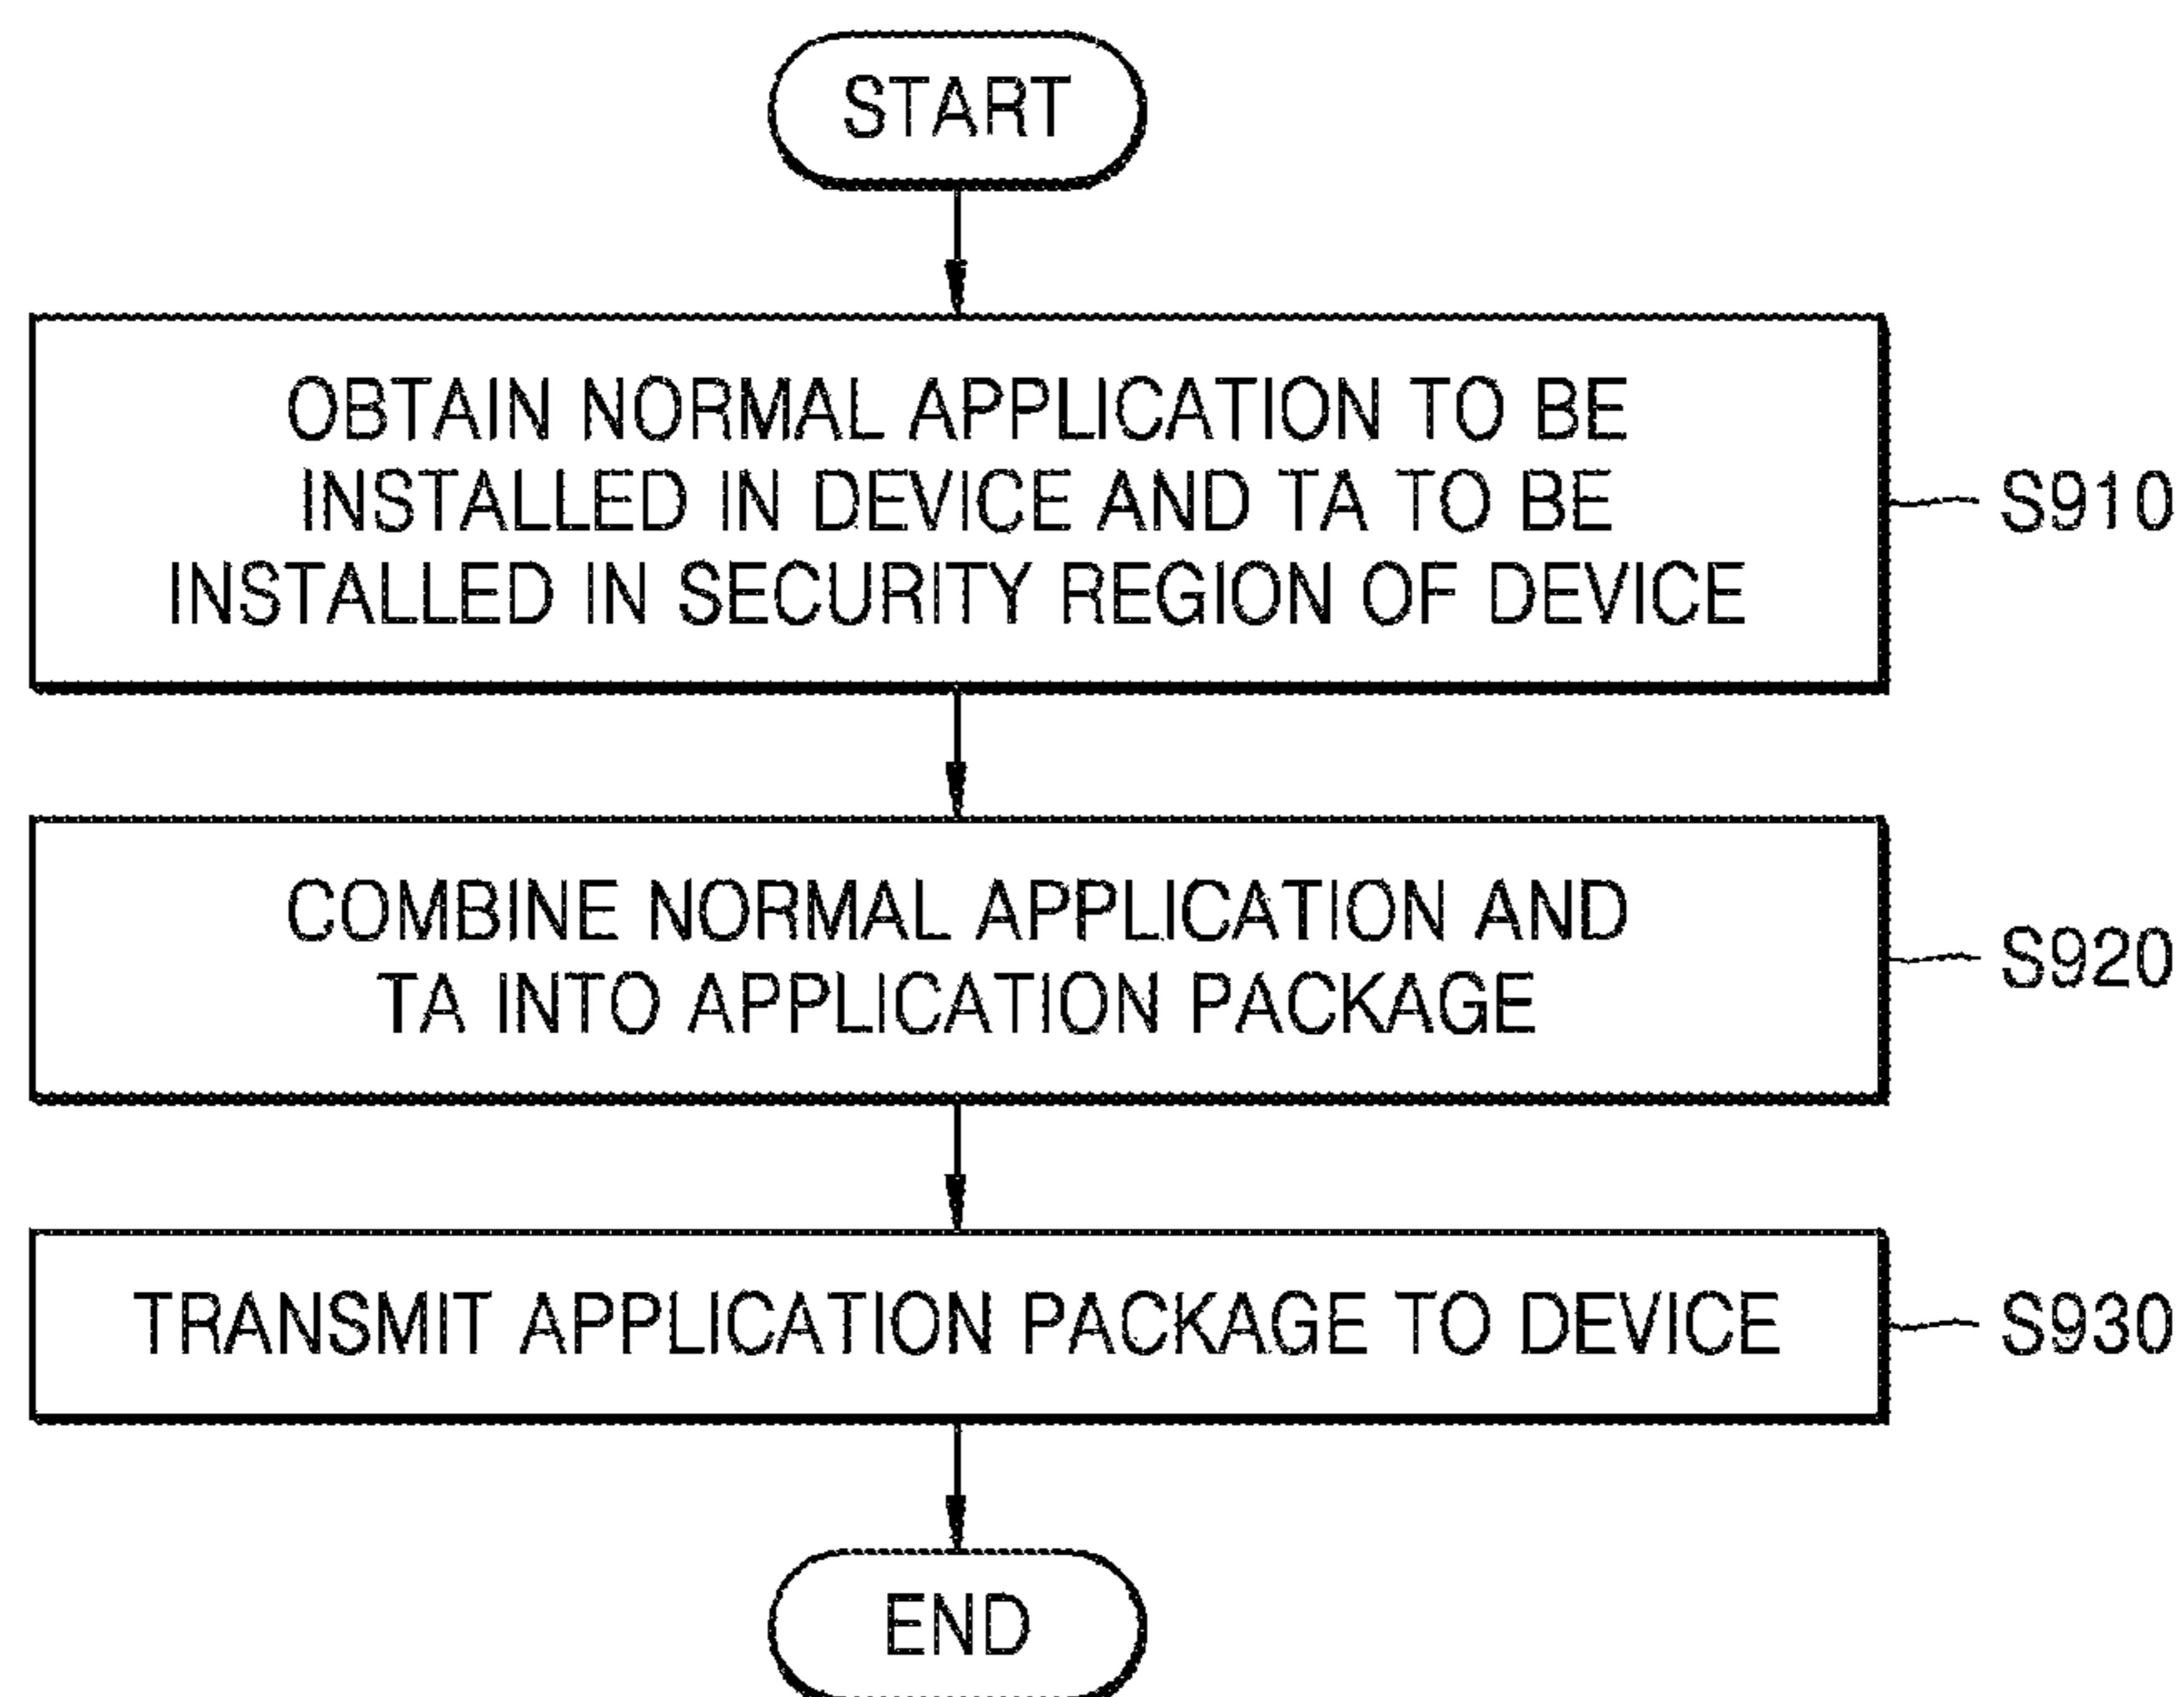 START
OBTAIN NORMAL APPLICATION TO BE
INSTALLED IN DEVICE AND TA TO BE
INSTALLED IN SECURITY REGION OF DEVICE
S910
COMBINE NORMAL APPLICATION AND
TA INTO APPLICATION PACKAGE
S920
TRANSMIT APPLICATION PACKAGE TO DEVICE
S930
END